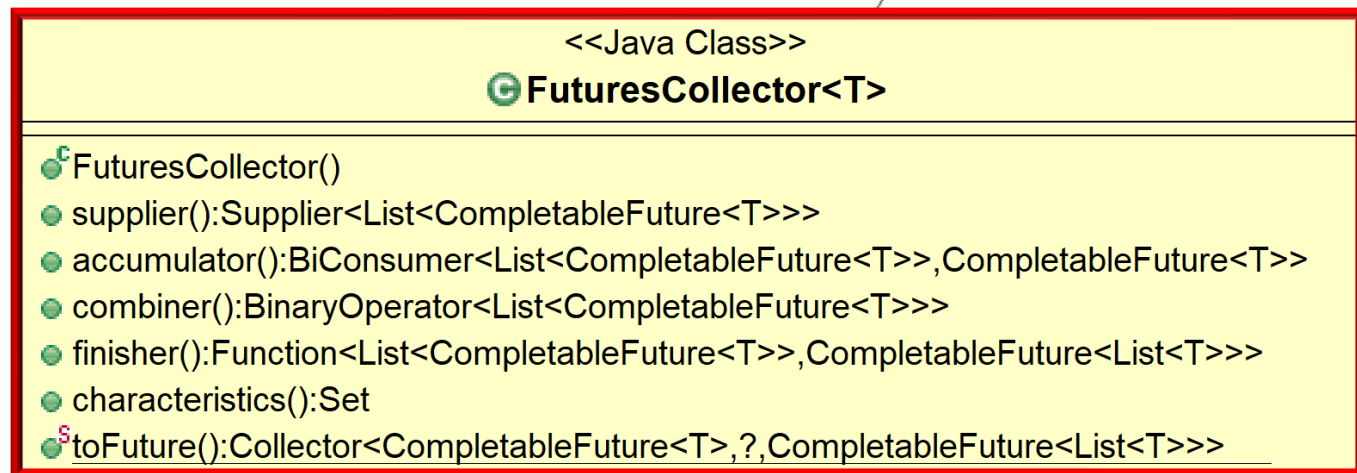 <<Java Class>>
C FuturesCollector<T>
C FuturesCollector()
supplier():Supplier<List<CompletableFuture<T>>>
accumulator():BiConsumer<List<CompletableFuture<T>>,CompletableFuture<T>>
combiner():BinaryOperator<List<CompletableFuture<T>>>
finisher():Function<List<CompletableFuture<T>>,CompletableFuture<List<T>>>
characteristics():Set
S toFuture():Collector<CompletableFuture<T>,?,CompletableFuture<List<T>>>